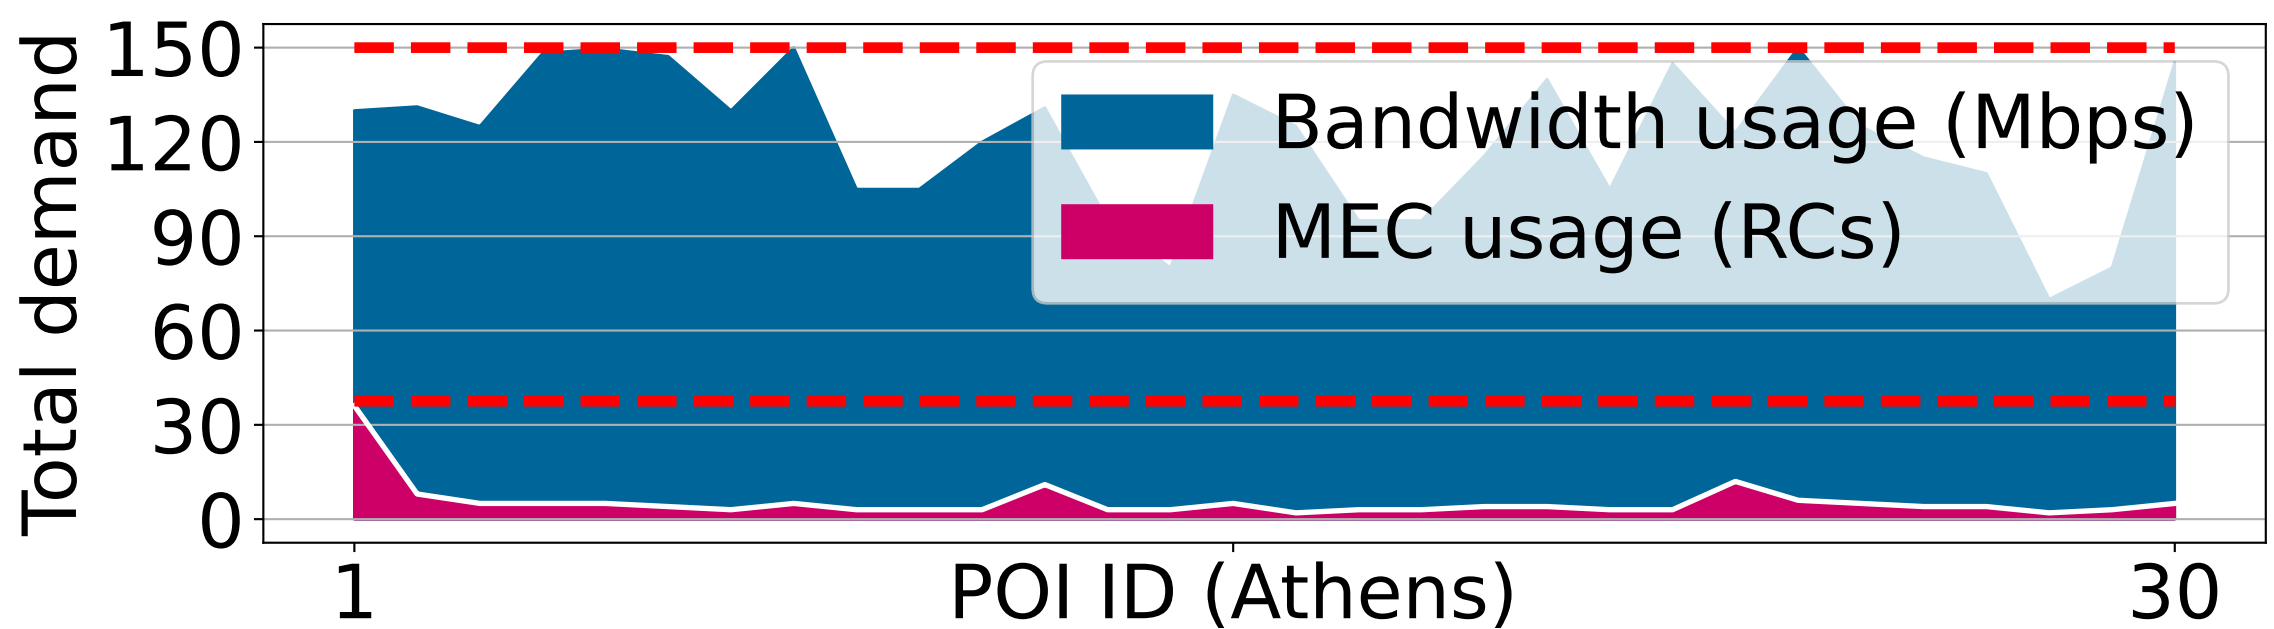 Total demand
150
120
90
60
30
0
Bandwidth usage (Mbps)
MEC usage (RCs)
1
POI ID (Athens)
30